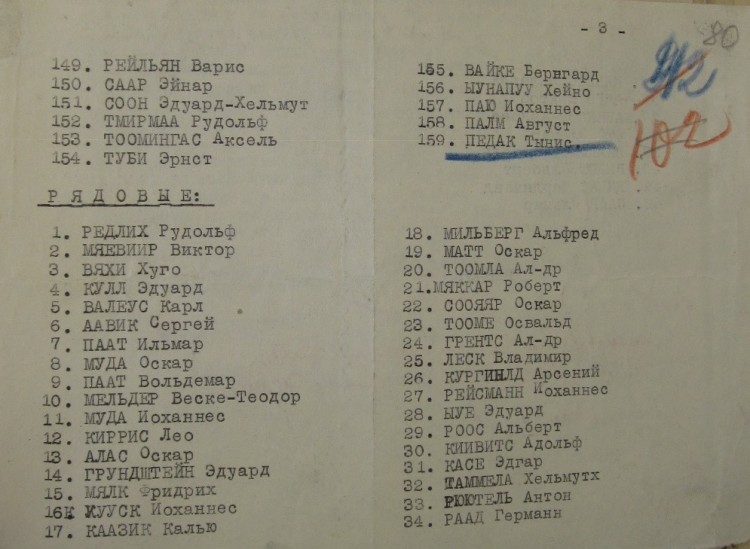 - 3 -
80
149. РЕЙЛЬЯН Варис
150. СААР Эйнар
151. СООН Эдуард-Хельмут
152. ТМИРМАА Рудольф
153. ТООМИНГАС Аксель
154. ТУБИ Эрнст
155. ВАЙКЕ Бернгард
156. ЫУНАПУУ Хейно
157. ПАЮ Иоханнес
158. ПАЛМ Август
159. ПЕДАК Тынис.
102
РЯДОВЫЕ:
1. РЕДЛИХ Рудольф
2. МЯЕВИИР Виктор
3. ВЯХИ Хуго
4. КУЛЛ Эдуард
5. ВАЛЕУС Карл
6. ААВИК Сергей
7. ПААТ Ильмар
8. МУДА Оскар
9. ПААТ Вольдемар
10. МЕЛЬДЕР Веске-Теодор
11. МУДА Иоханнес
12. КИРРИС Лео
13. АЛАС Оскар
14. ГРУНДШТЕЙН Эдуард
15. МЯЛК Фридрих
16. КУУСК Иоханнес
17. КААЗИК Калью
18. МИЛЬБЕРГ Альфред
19. МАТТ Оскар
20. ТООМЛА Ал-др
21. МЯККАР Роберт
22. СООЯЯР Оскар
23. ТООМЕ Освальд
24. ГРЕНТС Ал-др
25. ЛЕСК Владимир
26. КУРГИНЛД Арсений
27. РЕЙСМАНН Иоханнес
28. ЫУЕ Эдуард
29. РООС Альберт
30. КИИВИТС Адольф
31. КАСЕ Эдгар
32. ТАММЕЛА Хельмутх
33. РЮЮТЕЛЬ Антон
34. РААД Германн